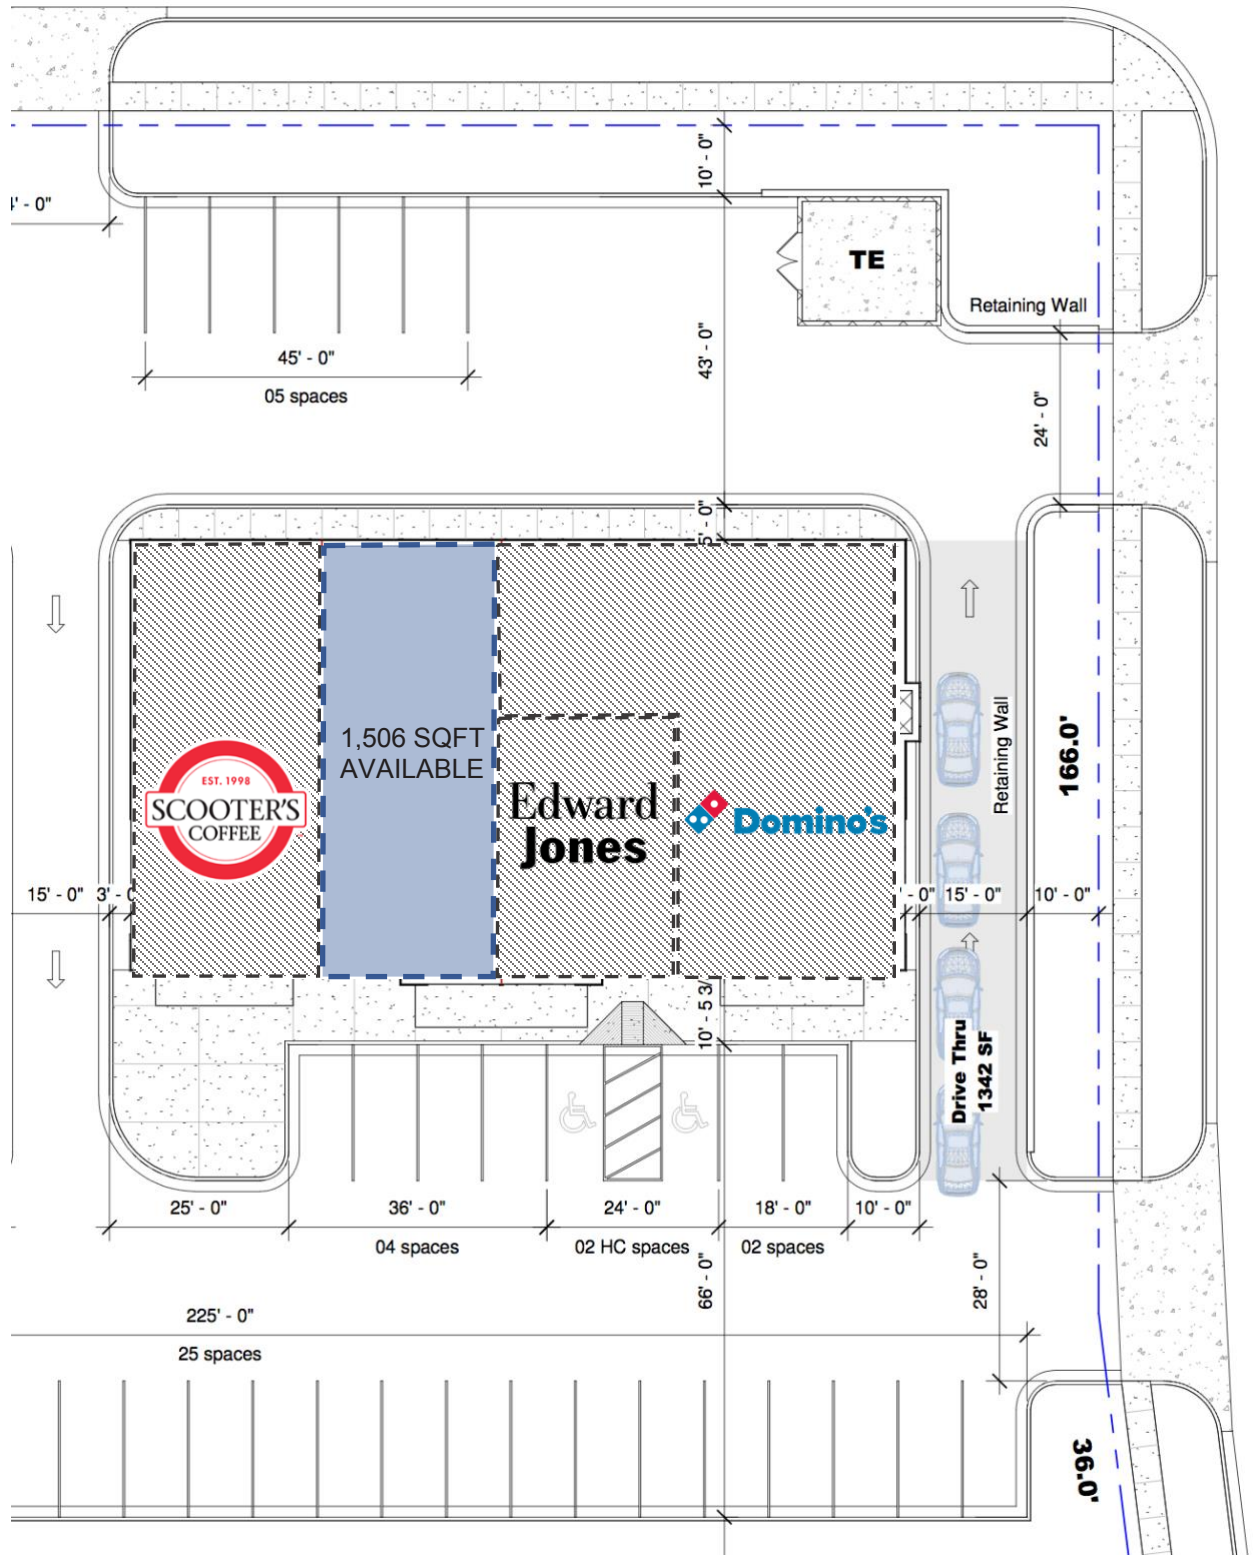 10' - 0"
' - 0"
TE
Retaining Wall
45' - 0"
05 spaces
43' - 0"
24' - 0"
5' - 0"
1,506 SQFT
AVAILABLE
EST. 1998
SCOOTER'S
COFFEE
Edward
Jones
Domino's
Retaining Wall
166.0'
15' - 0"
3' - 0
' - 0"
15' - 0"
10' - 0"
10' - 5 3/
Drive Thru
1342 SF
25' - 0"
36' - 0"
24' - 0"
18' - 0"
10' - 0"
04 spaces
02 HC spaces
02 spaces
66' - 0"
28' - 0"
225' - 0"
25 spaces
36.0'